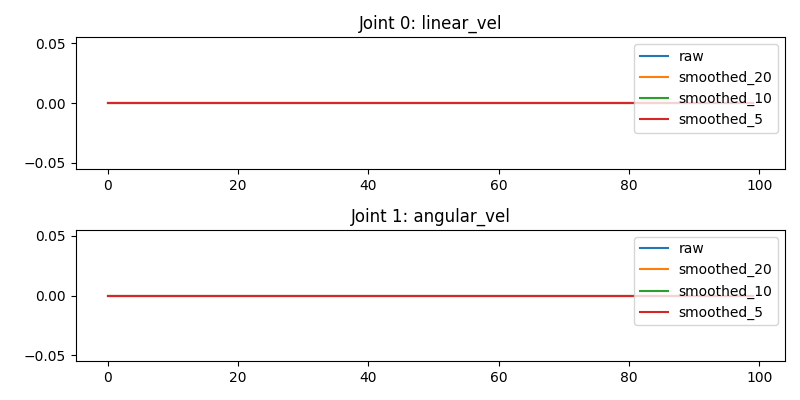 Joint 0: linear_vel
0.05
0.00
−0.05
raw
smoothed_20
smoothed_10
smoothed_5
0 20 40 60 80 100
Joint 1: angular_vel
0.05
0.00
−0.05
raw
smoothed_20
smoothed_10
smoothed_5
0 20 40 60 80 100